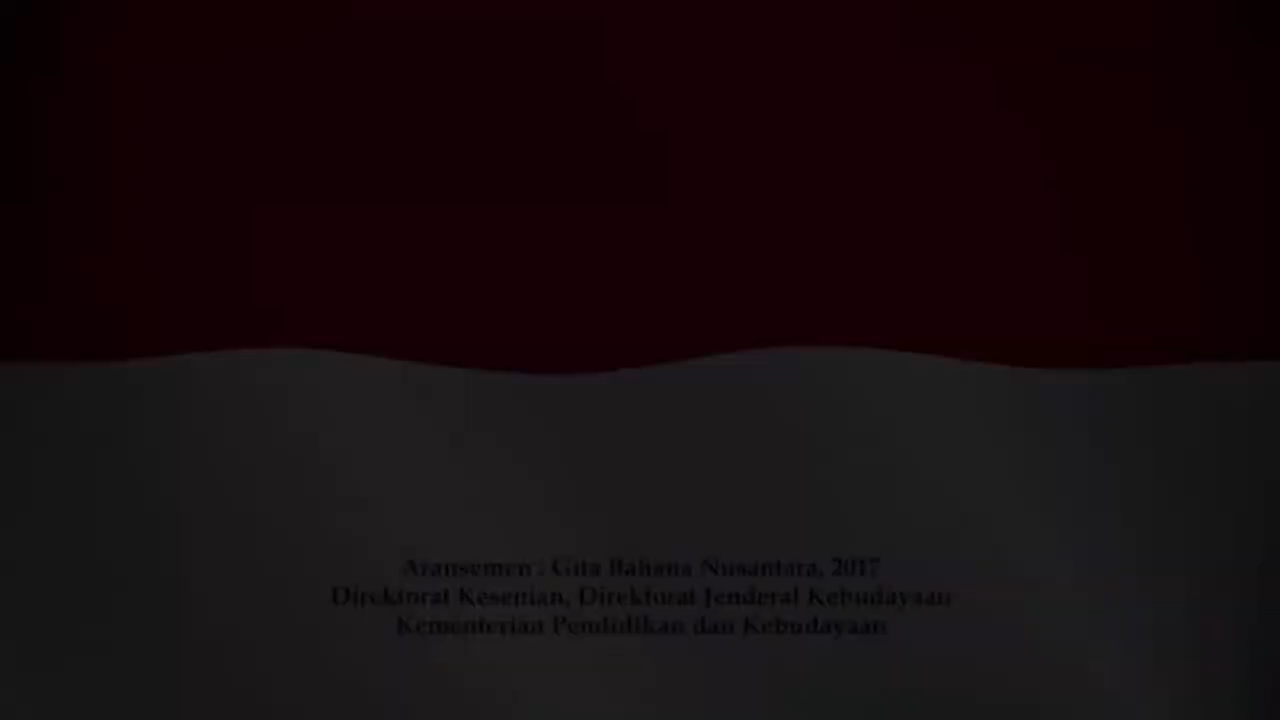 Aransemen : Gita Bahana Nusantara, 2017
Direktorat Kesenian, Direktorat Jenderal Kebudayaan
Kementerian Pendidikan dan Kebudayaan